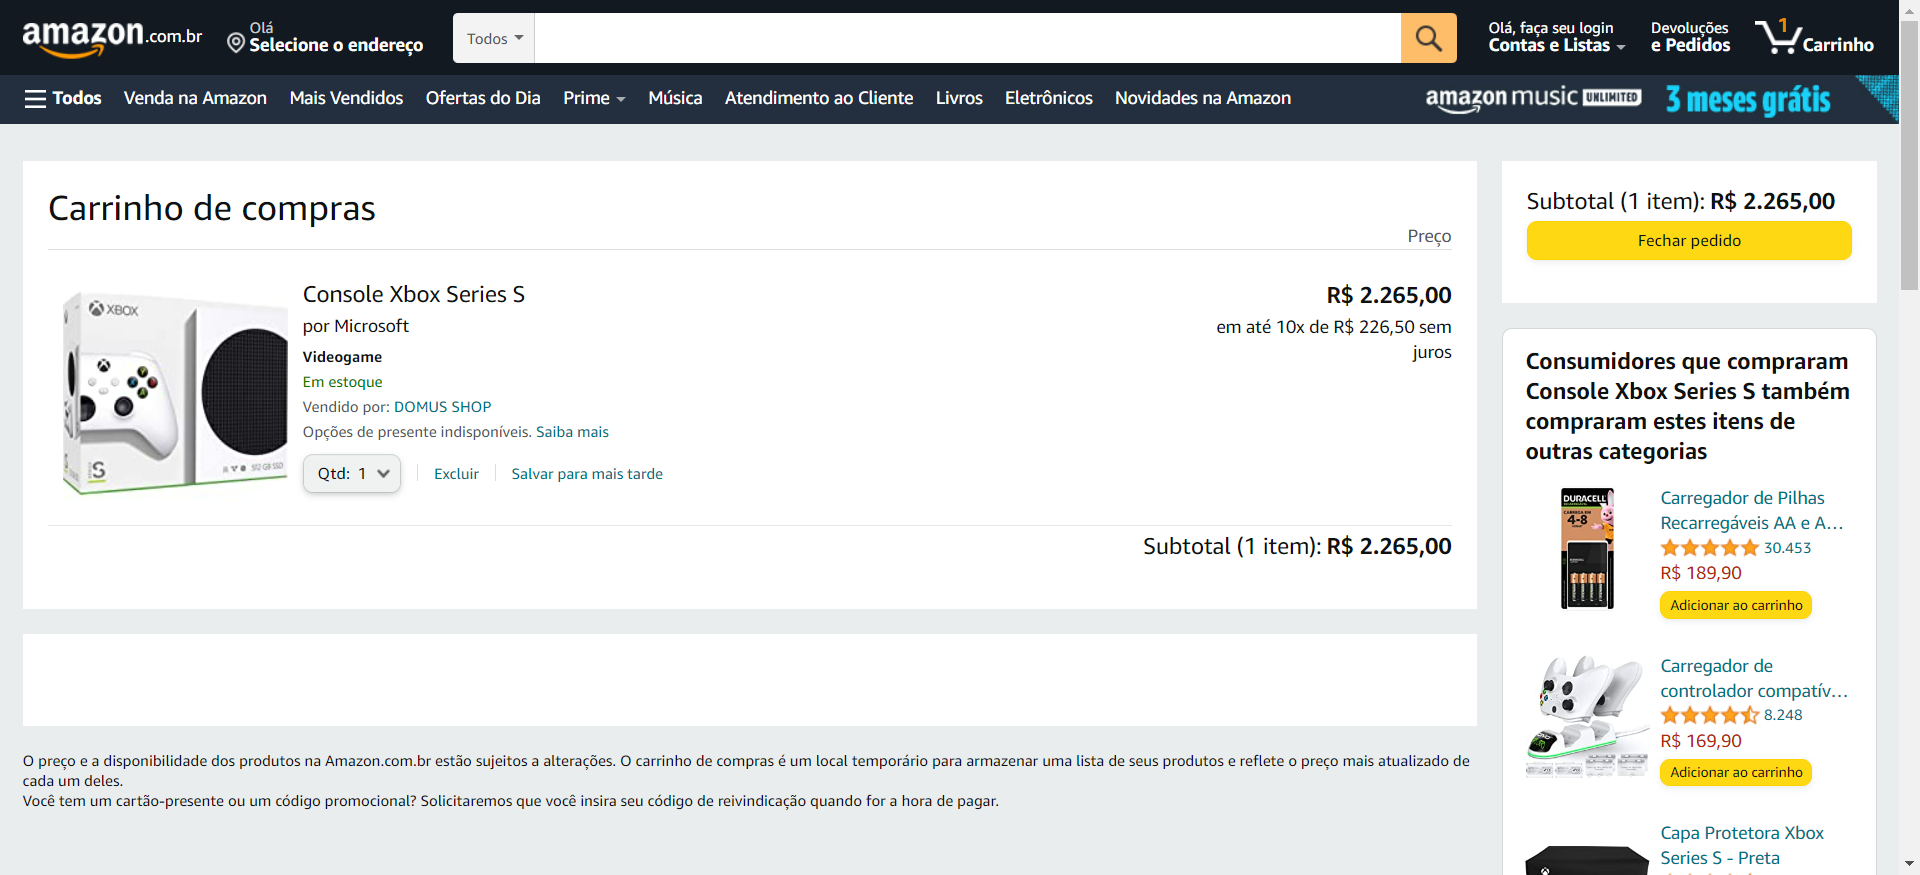 amazon.com.br
Olá
Selecione o endereço
Todos
Olá, faça seu login
Contas e Listas
Devoluções
e Pedidos
1
Carrinho
Todos
Venda na Amazon
Mais Vendidos
Ofertas do Dia
Prime
Música
Atendimento ao Cliente
Livros
Eletrônicos
Novidades na Amazon
amazon music UNLIMITED
3 meses grátis
Carrinho de compras
Preço
XBOX
S
512 GB SSD
Console Xbox Series S
por Microsoft
Videogame
Em estoque
Vendido por: DOMUS SHOP
Opções de presente indisponíveis. Saiba mais
Qtd: 1
Excluir
Salvar para mais tarde
R$ 2.265,00
em até 10x de R$ 226,50 sem
juros
Subtotal (1 item): R$ 2.265,00
O preço e a disponibilidade dos produtos na Amazon.com.br estão sujeitos a alterações. O carrinho de compras é um local temporário para armazenar uma lista de seus produtos e reflete o preço mais atualizado de
cada um deles.
Você tem um cartão-presente ou um código promocional? Solicitaremos que você insira seu código de reivindicação quando for a hora de pagar.
Subtotal (1 item): R$ 2.265,00
Fechar pedido
Consumidores que compraram
Console Xbox Series S também
compraram estes itens de
outras categorias
DURACELL
4-8
Carregador de Pilhas
Recarregáveis AA e A…
30.453
R$ 189,90
Adicionar ao carrinho
Carregador de
controlador compatív…
8.248
R$ 169,90
Adicionar ao carrinho
Capa Protetora Xbox
Series S - Preta